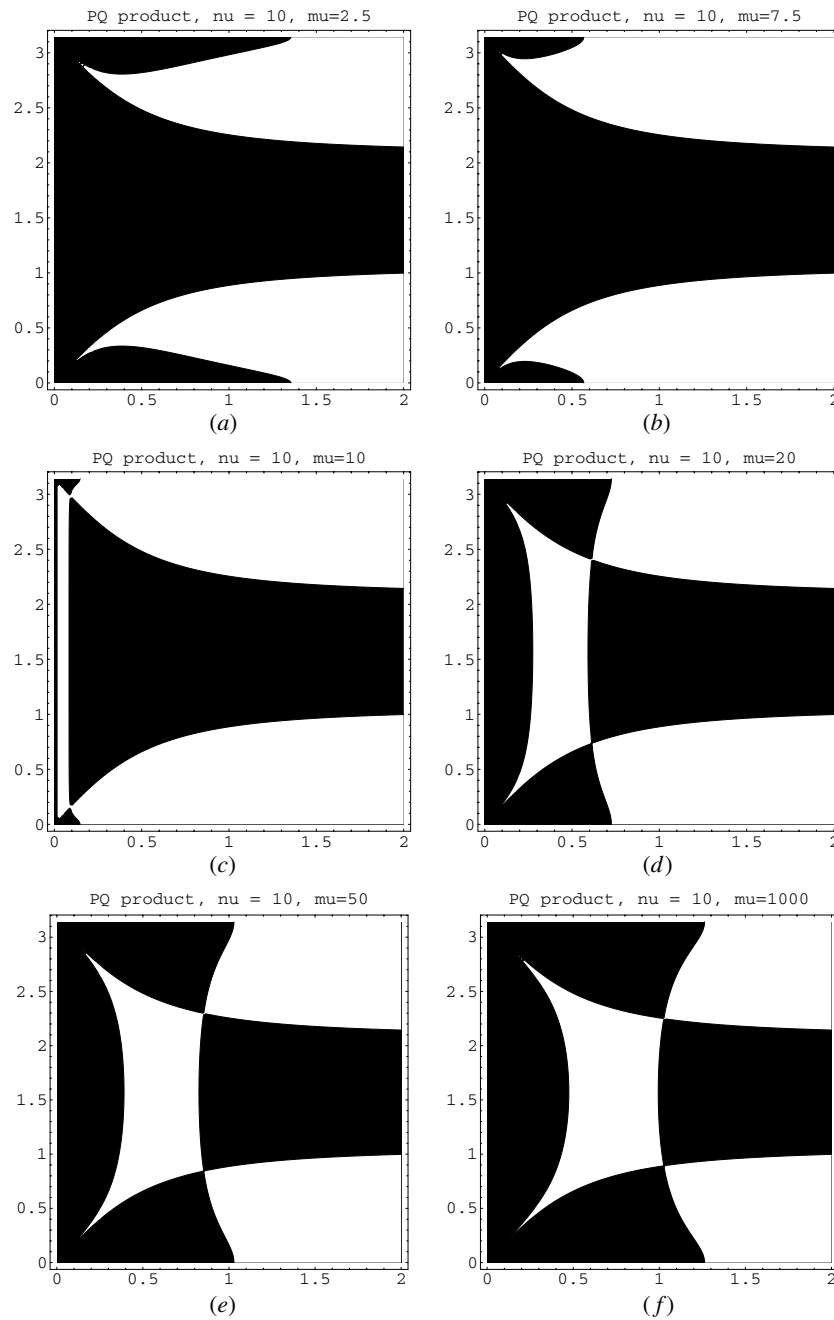 PQ product, nu = 10, mu=2.5
3
2.5
2
1.5
1
0.5
0
0 0.5 1 1.5 2
(a)
PQ product, nu = 10, mu=7.5
3
2.5
2
1.5
1
0.5
0
0 0.5 1 1.5 2
(b)
PQ product, nu = 10, mu=10
3
2.5
2
1.5
1
0.5
0
0 0.5 1 1.5 2
(c)
PQ product, nu = 10, mu=20
3
2.5
2
1.5
1
0.5
0
0 0.5 1 1.5 2
(d)
PQ product, nu = 10, mu=50
3
2.5
2
1.5
1
0.5
0
0 0.5 1 1.5 2
(e)
PQ product, nu = 10, mu=1000
3
2.5
2
1.5
1
0.5
0
0 0.5 1 1.5 2
(f)